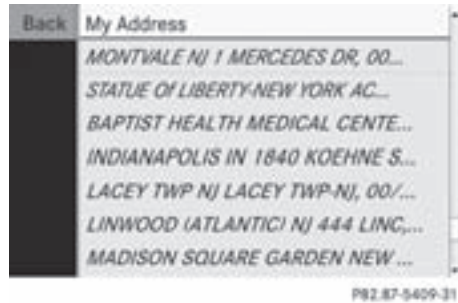 Back My Address
MONTVALE NJ 1 MERCEDES DR, 00...
STATUE Of LIBERTY-NEW YORK AC...
BAPTIST HEALTH MEDICAL CENTE...
INDIANAPOLIS IN 1840 KOEHNE S...
LACEY TWP NJ LACEY TWP-NJ, 00/...
LINWOOD (ATLANTIC) NJ 444 LINC,...
MADISON SQUARE GARDEN NEW ...
P82.87-5409-31